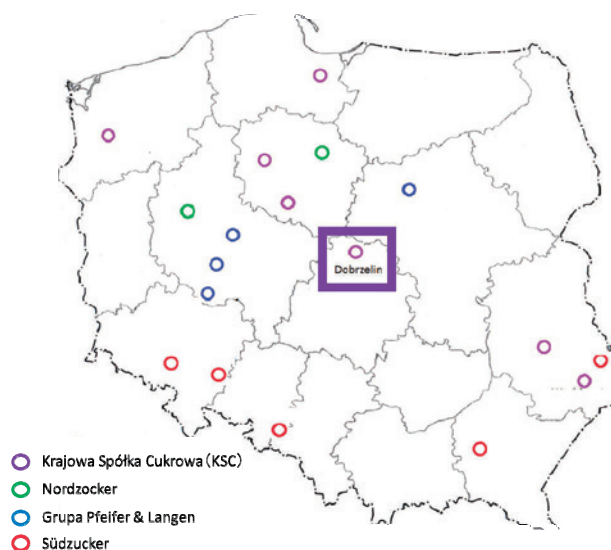 Dobrzelin
Krajowa Spółka Cukrowa (KSC)
Nordzocker
Grupa Pfeifer & Langen
Südzucker